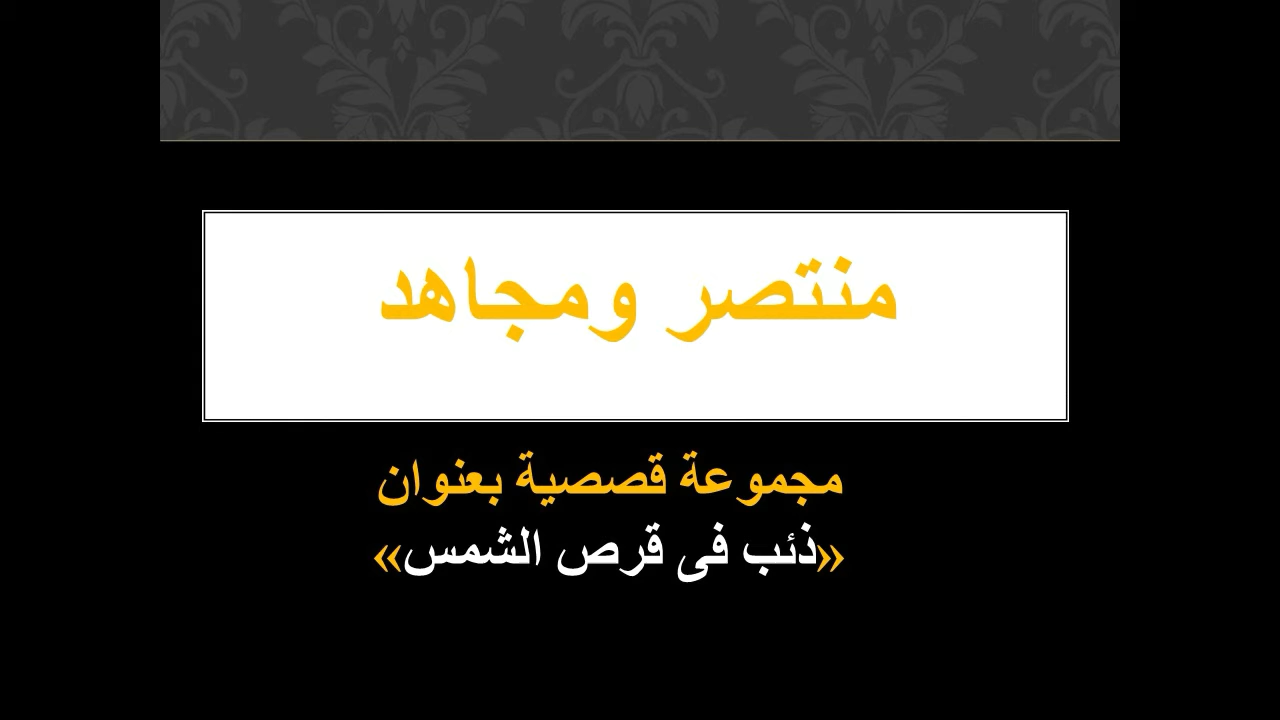 منتصر ومجاهد
مجموعة قصصية بعنوان
«ذئب فى قرص الشمس»